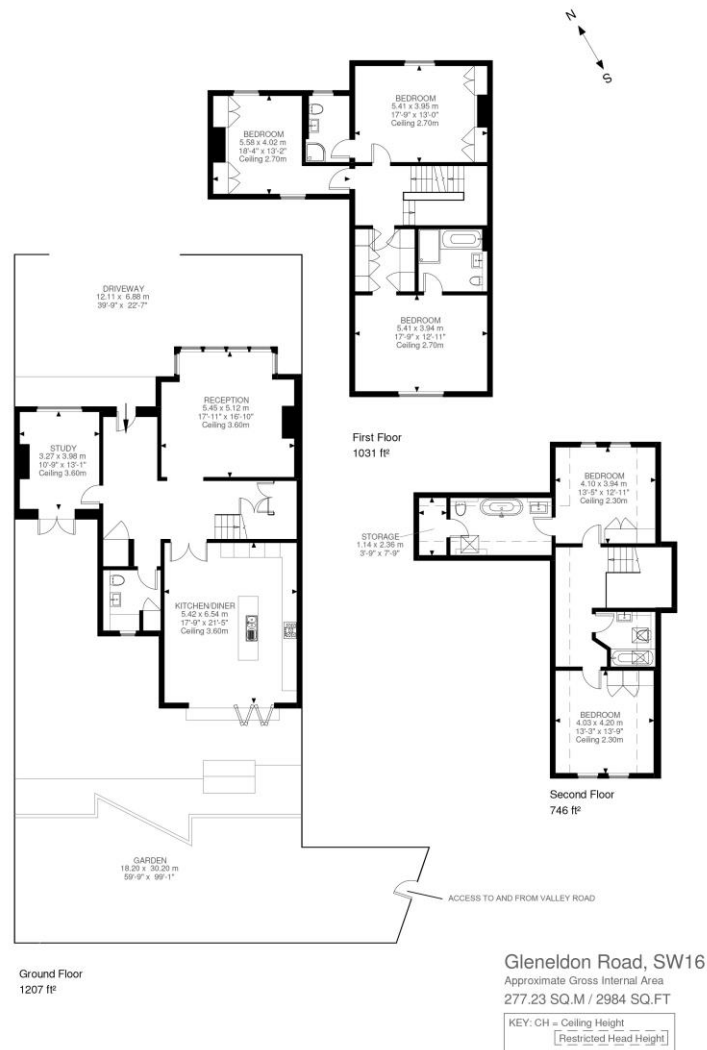 N
S
BEDROOM
5.41 x 3.95 m
17'-9" x 13'-0"
Ceiling 2.70m
BEDROOM
5.58 x 4.02 m
18'-4" x 13'-2"
Ceiling 2.70m
BEDROOM
5.41 x 3.94 m
17'-9" x 12'-11"
Ceiling 2.70m
First Floor
1031 ft²
DRIVEWAY
12.11 x 6.88 m
39'-9" x 22'-7"
RECEPTION
5.45 x 5.12 m
17'-11" x 16'-10"
Ceiling 3.60m
STUDY
3.27 x 3.98 m
10'-9" x 13'-1"
Ceiling 3.60m
KITCHEN/DINER
5.42 x 6.54 m
17'-9" x 21'-5"
Ceiling 3.60m
GARDEN
18.20 x 30.20 m
59'-9" x 99'-1"
ACCESS TO AND FROM VALLEY ROAD
Ground Floor
1207 ft²
BEDROOM
4.10 x 3.94 m
13'-5" x 12'-11"
Ceiling 2.30m
STORAGE
1.14 x 2.36 m
3'-9" x 7'-9"
BEDROOM
4.03 x 4.20 m
13'-3" x 13'-9"
Ceiling 2.30m
Second Floor
746 ft²
Gleneldon Road, SW16
Approximate Gross Internal Area
277.23 SQ.M / 2984 SQ.FT
KEY: CH = Ceiling Height
Restricted Head Height